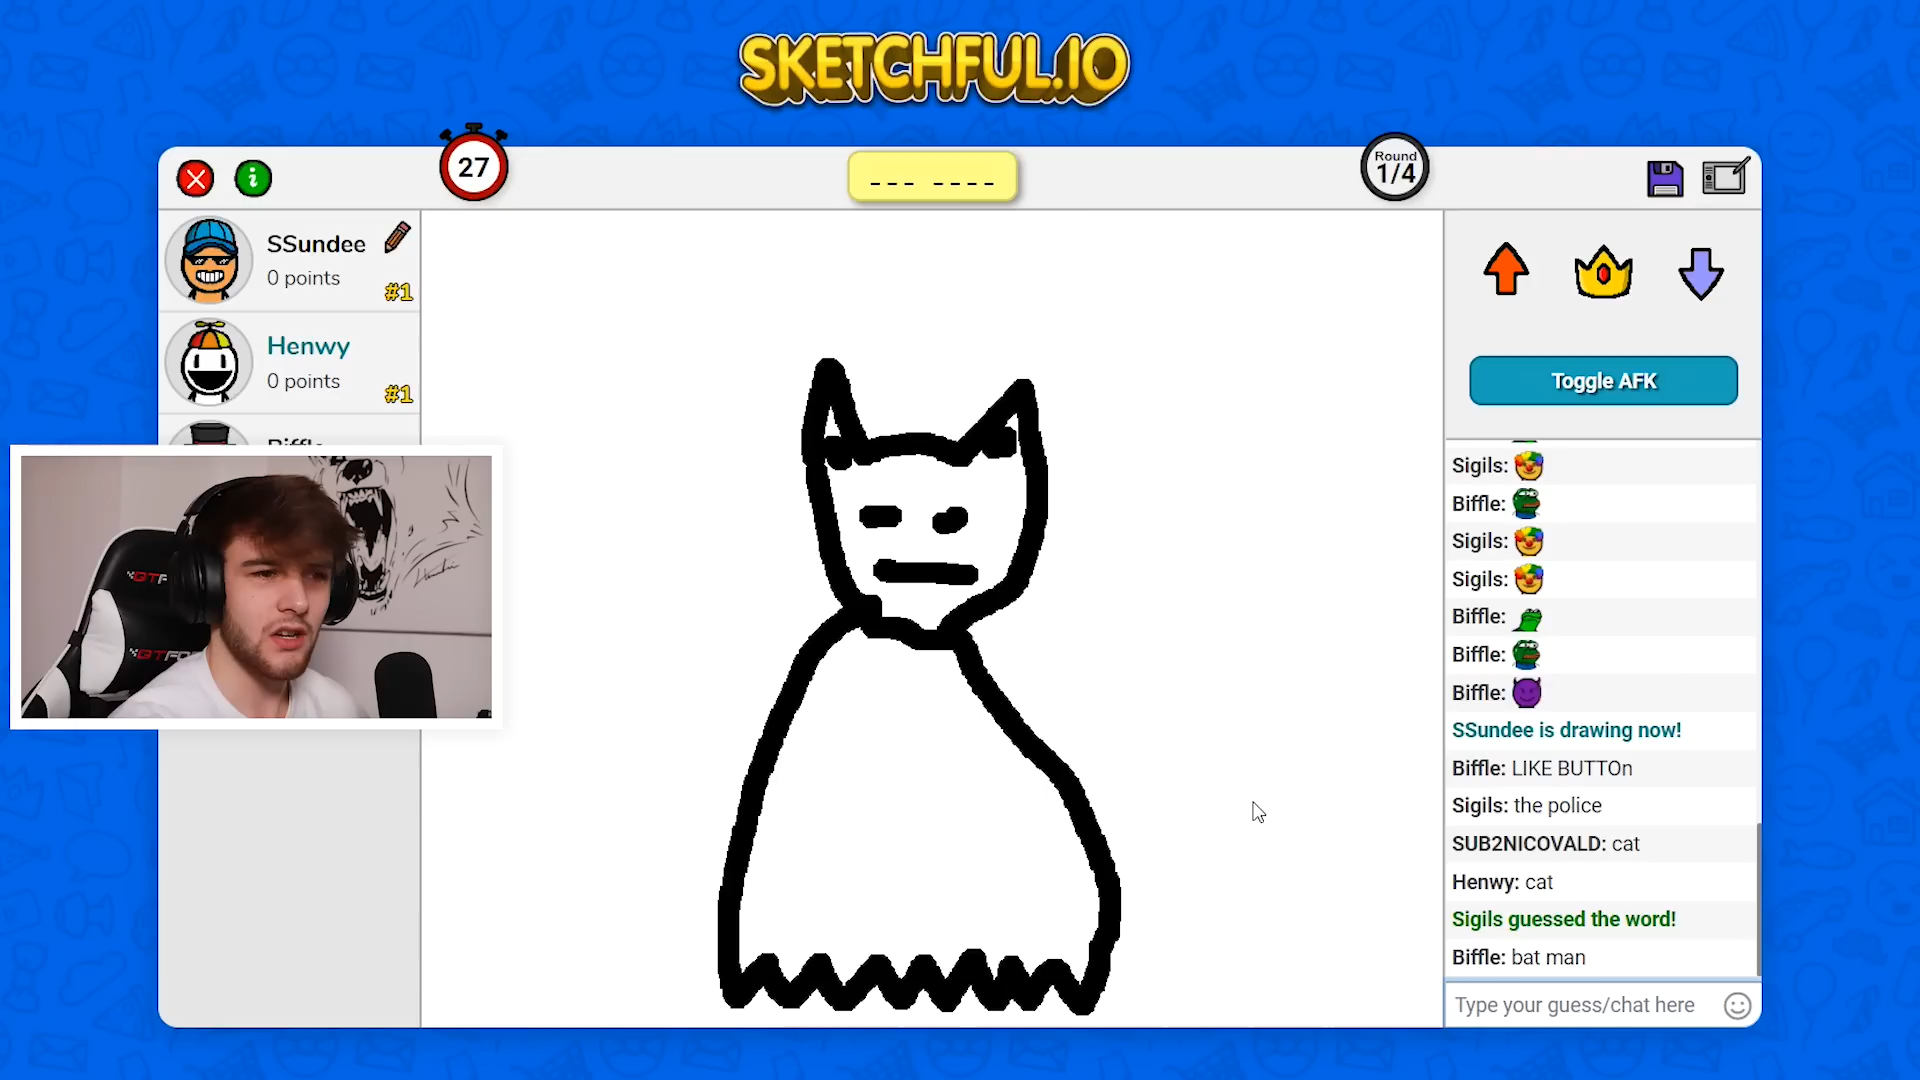 SKETCHFUL.IO
27
_ _ _ _ _ _ _
Round
1/4
SSundee
0 points
#1
Henwy
0 points
#1
Biffle
Toggle AFK
Sigils:
Biffle:
Sigils:
Sigils:
Biffle:
Biffle:
Biffle:
SSundee is drawing now!
Biffle: LIKE BUTTOn
Sigils: the police
SUB2NICOVALD: cat
Henwy: cat
Sigils guessed the word!
Biffle: bat man
Type your guess/chat here